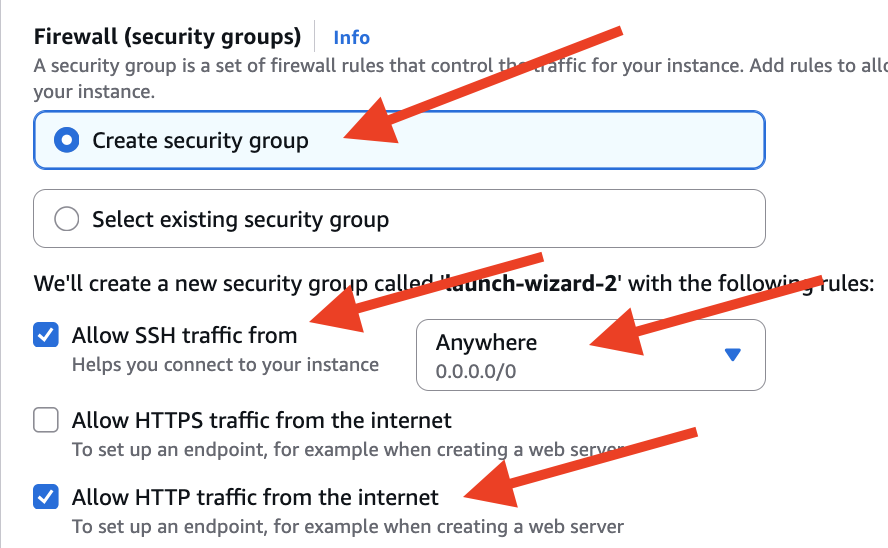 Firewall (security groups) Info
A security group is a set of firewall rules that control the traffic for your instance. Add rules to
your instance.
Create security group
Select existing security group
We'll create a new security group called 'launch-wizard-2' with the following rules:
Allow SSH traffic from
Helps you connect to your instance
Anywhere
0.0.0.0/0
Allow HTTPS traffic from the internet
To set up an endpoint, for example when creating a web server
Allow HTTP traffic from the internet
To set up an endpoint, for example when creating a web server